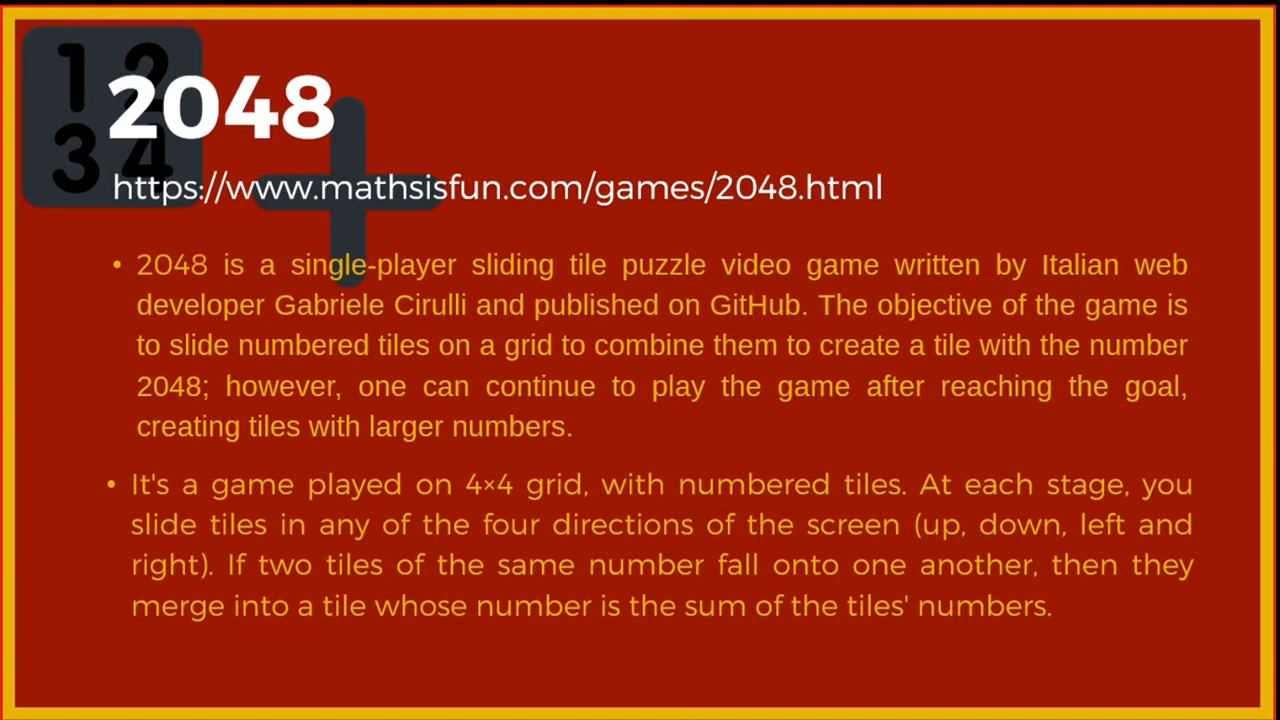 1 2
3 4
2048
https://www.mathsisfun.com/games/2048.html
• 2048 is a single-player sliding tile puzzle video game written by Italian web
developer Gabriele Cirulli and published on GitHub. The objective of the game is
to slide numbered tiles on a grid to combine them to create a tile with the number
2048; however, one can continue to play the game after reaching the goal,
creating tiles with larger numbers.
• It's a game played on 4×4 grid, with numbered tiles. At each stage, you
slide tiles in any of the four directions of the screen (up, down, left and
right). If two tiles of the same number fall onto one another, then they
merge into a tile whose number is the sum of the tiles' numbers.